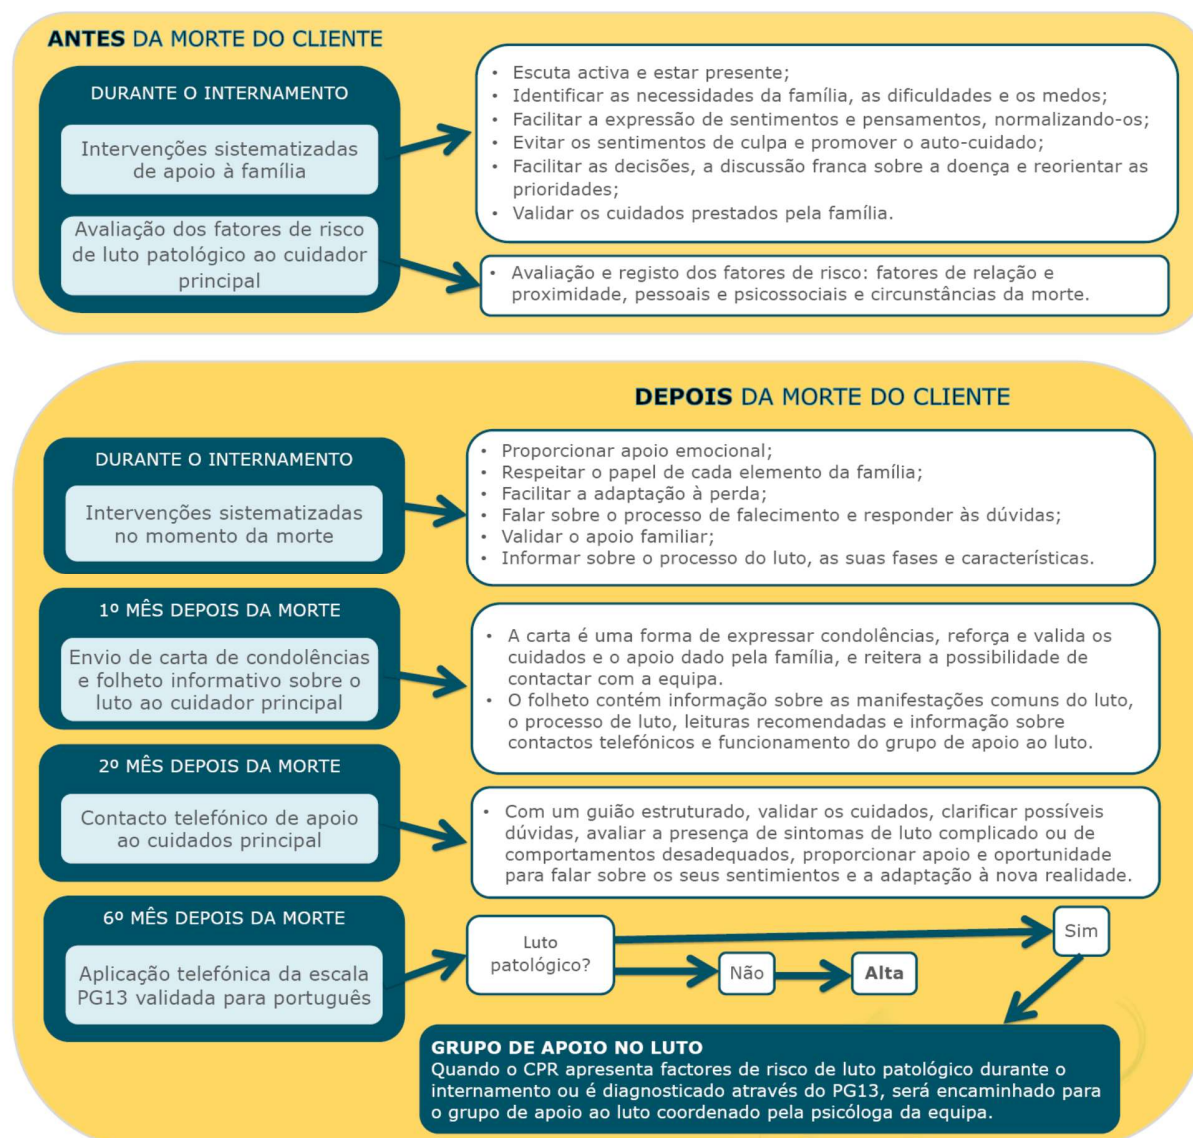 ANTES DA MORTE DO CLIENTE
DURANTE O INTERNAMENTO
Intervenções sistematizadas
de apoio à família
• Escuta activa e estar presente;
• Identificar as necessidades da família, as dificuldades e os medos;
• Facilitar a expressão de sentimentos e pensamentos, normalizando-os;
• Evitar os sentimentos de culpa e promover o auto-cuidado;
• Facilitar as decisões, a discussão franca sobre a doença e reorientar as
prioridades;
• Validar os cuidados prestados pela família.
Avaliação dos fatores de risco
de luto patológico ao cuidador
principal
• Avaliação e registo dos fatores de risco: fatores de relação e
proximidade, pessoais e psicossociais e circunstâncias da morte.
DEPOIS DA MORTE DO CLIENTE
DURANTE O INTERNAMENTO
Intervenções sistematizadas
no momento da morte
• Proporcionar apoio emocional;
• Respeitar o papel de cada elemento da família;
• Facilitar a adaptação à perda;
• Falar sobre o processo de falecimento e responder às dúvidas;
• Validar o apoio familiar;
• Informar sobre o processo do luto, as suas fases e características.
1º MÊS DEPOIS DA MORTE
Envio de carta de condolências
e folheto informativo sobre o
luto ao cuidador principal
• A carta é uma forma de expressar condolências, reforça e valida os
cuidados e o apoio dado pela família, e reitera a possibilidade de
contactar com a equipa.
• O folheto contém informação sobre as manifestações comuns do luto,
o processo de luto, leituras recomendadas e informação sobre
contactos telefónicos e funcionamento do grupo de apoio ao luto.
2º MÊS DEPOIS DA MORTE
Contacto telefónico de apoio
ao cuidados principal
• Com um guião estruturado, validar os cuidados, clarificar possíveis
dúvidas, avaliar a presença de sintomas de luto complicado ou de
comportamentos desadequados, proporcionar apoio e oportunidade
para falar sobre os seus sentimientos e a adaptação à nova realidade.
6º MÊS DEPOIS DA MORTE
Aplicação telefónica da escala
PG13 validada para português
Luto
patológico?
Sim
Não
Alta
GRUPO DE APOIO NO LUTO
Quando o CPR apresenta factores de risco de luto patológico durante o
internamento ou é diagnosticado através do PG13, será encaminhado para
o grupo de apoio ao luto coordenado pela psicóloga da equipa.